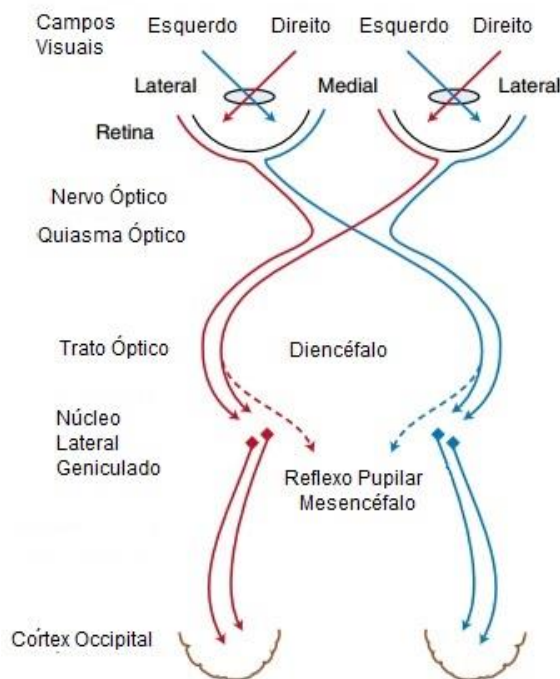 Campos
Visuais
Esquerdo Direito Esquerdo Direito
Lateral Medial Lateral
Retina
Nervo Óptico
Quiasma Óptico
Trato Óptico Diencéfalo
Núcleo
Lateral
Geniculado
Reflexo Pupilar
Mesencéfalo
Córtex Occipital